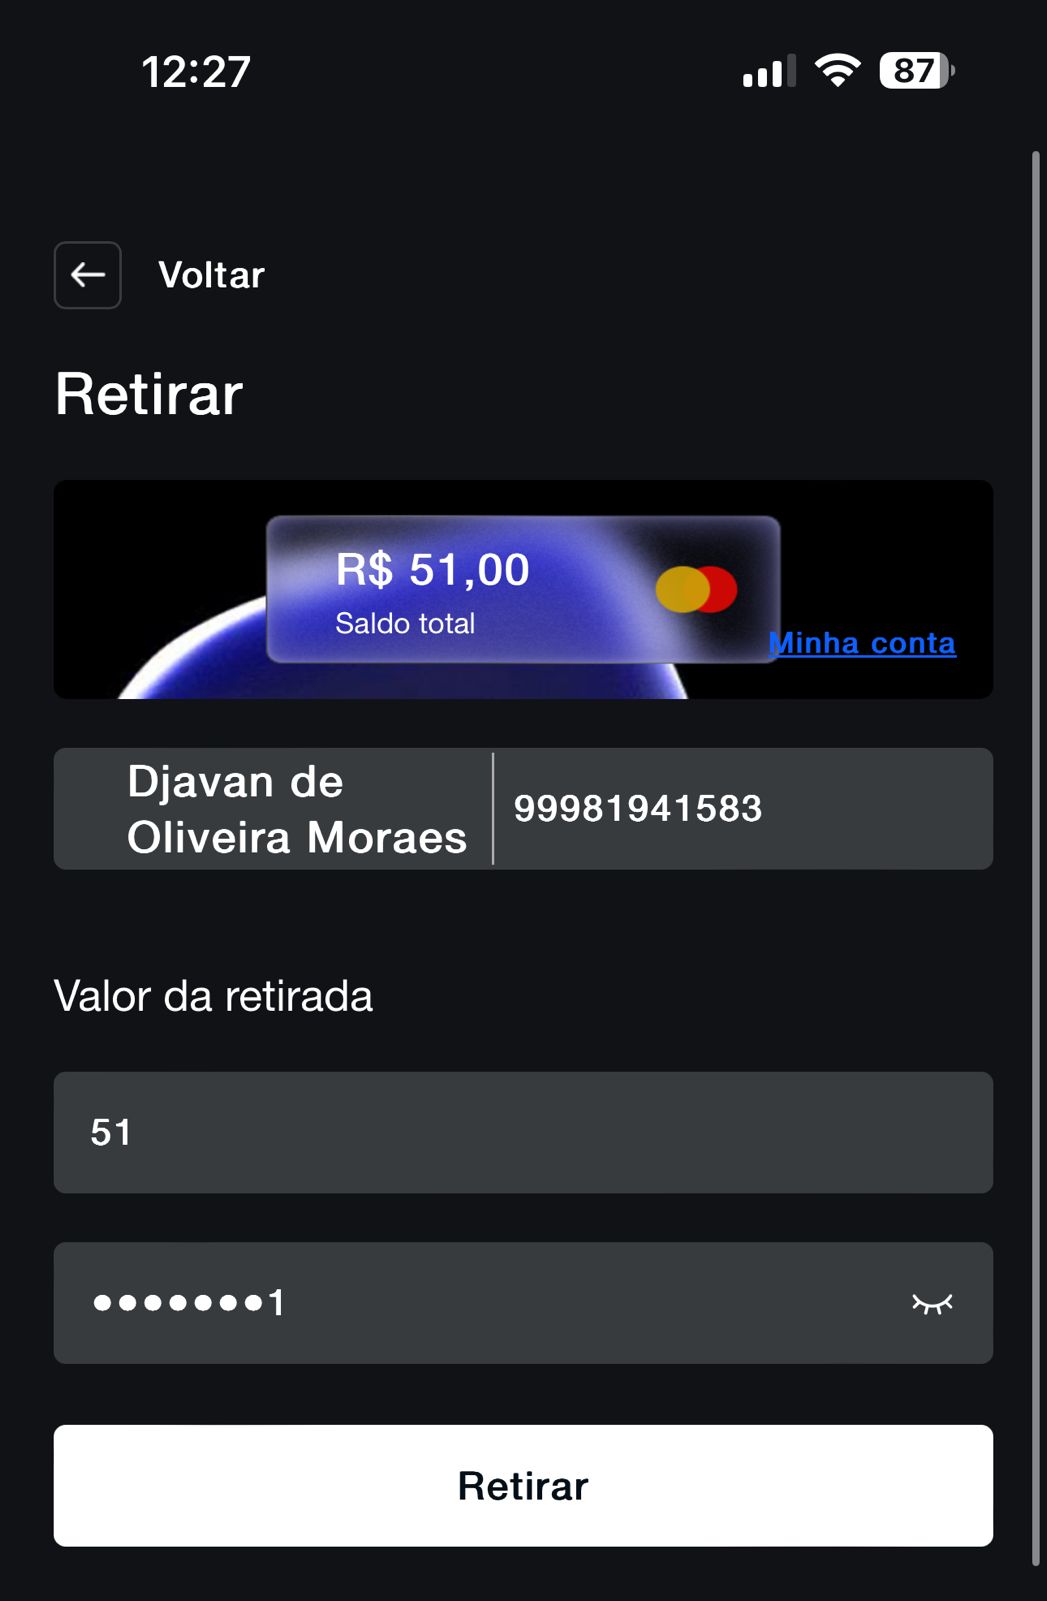 12:27
87
Voltar
Retirar
R$ 51,00
Saldo total
Minha conta
Djavan de
Oliveira Moraes
99981941583
Valor da retirada
51
•••••••1
Retirar